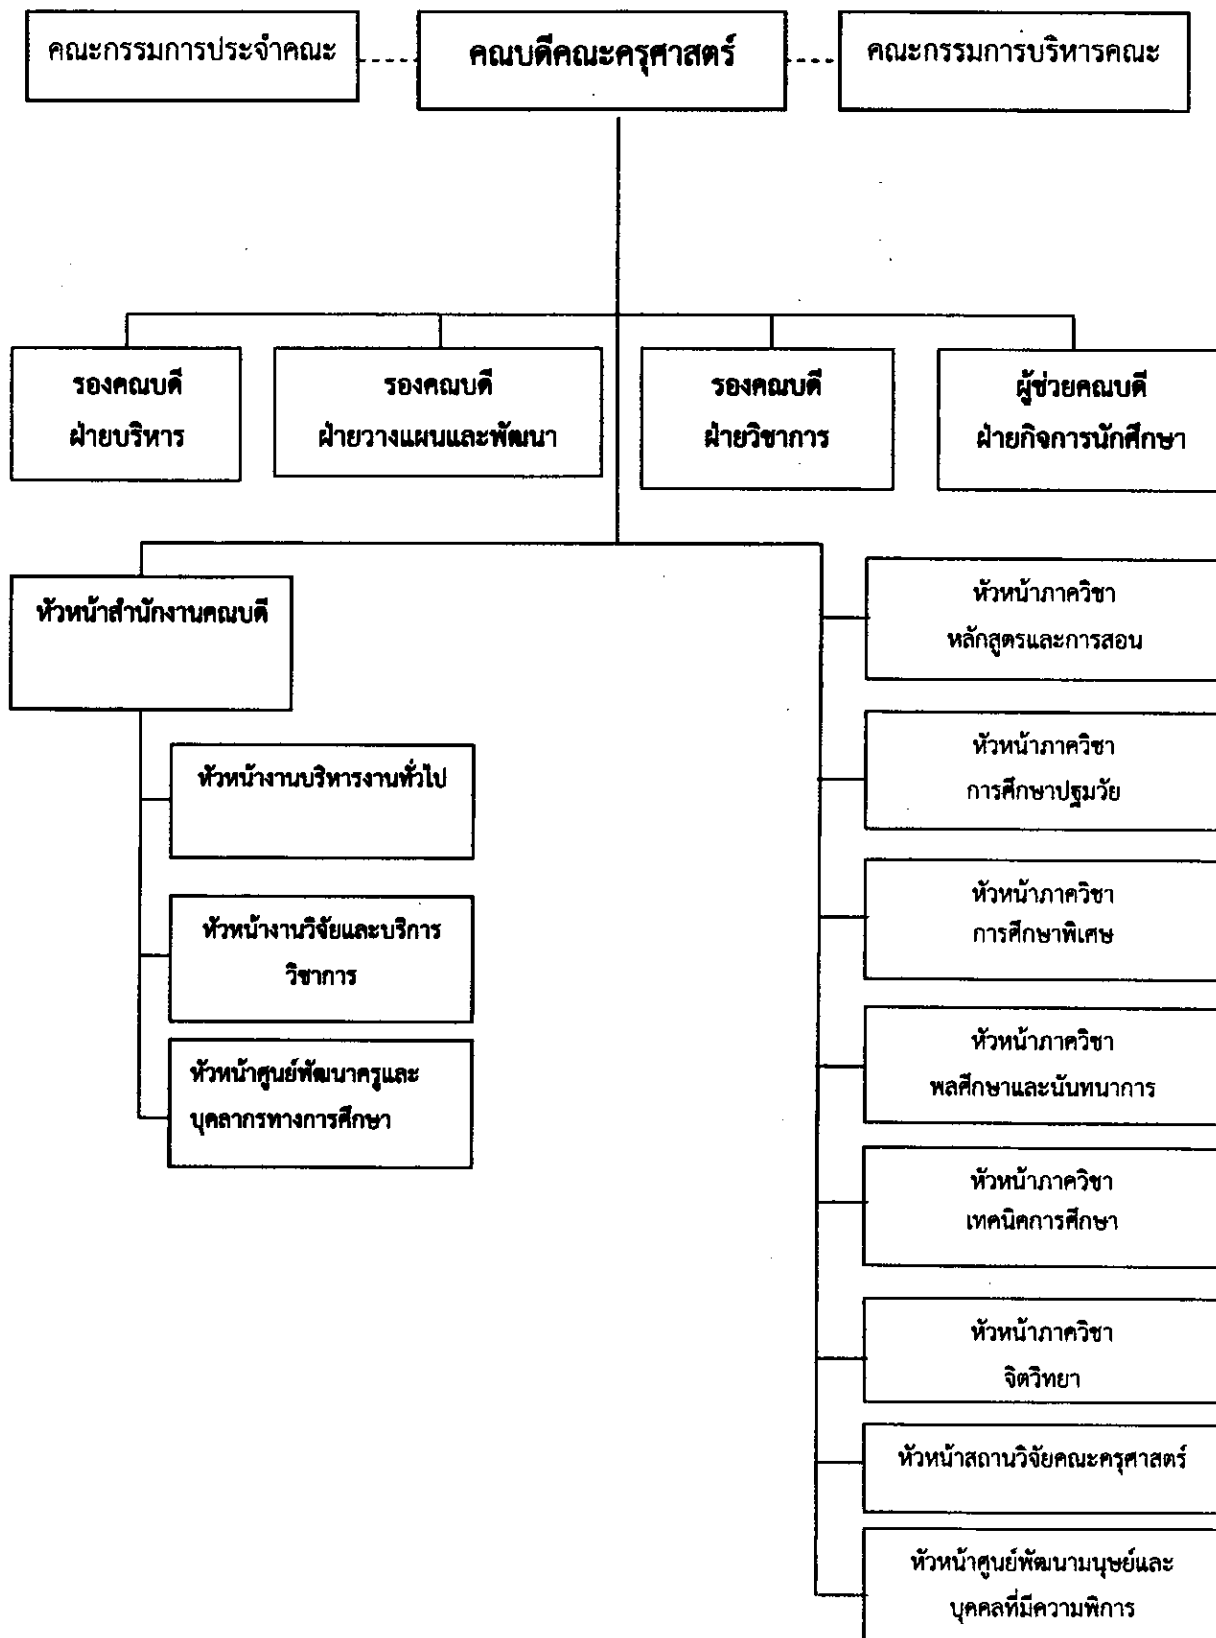 คณะกรรมการประจำคณะ
คณบดีคณะครุศาสตร์
คณะกรรมการบริหารคณะ
รองคณบดี
ฝ่ายบริหาร
รองคณบดี
ฝ่ายวางแผนและพัฒนา
รองคณบดี
ฝ่ายวิชาการ
ผู้ช่วยคณบดี
ฝ่ายกิจการนักศึกษา
หัวหน้าสำนักงานคณบดี
หัวหน้างานบริหารงานทั่วไป
หัวหน้างานวิจัยและบริการ
วิชาการ
หัวหน้าศูนย์พัฒนาครูและ
บุคลากรทางการศึกษา
หัวหน้าภาควิชา
หลักสูตรและการสอน
หัวหน้าภาควิชา
การศึกษาปฐมวัย
หัวหน้าภาควิชา
การศึกษาพิเศษ
หัวหน้าภาควิชา
พลศึกษาและนันทนาการ
หัวหน้าภาควิชา
เทคนิคการศึกษา
หัวหน้าภาควิชา
จิตวิทยา
หัวหน้าสถานวิจัยคณะครุศาสตร์
หัวหน้าศูนย์พัฒนามนุษย์และ
บุคคลที่มีความพิการ